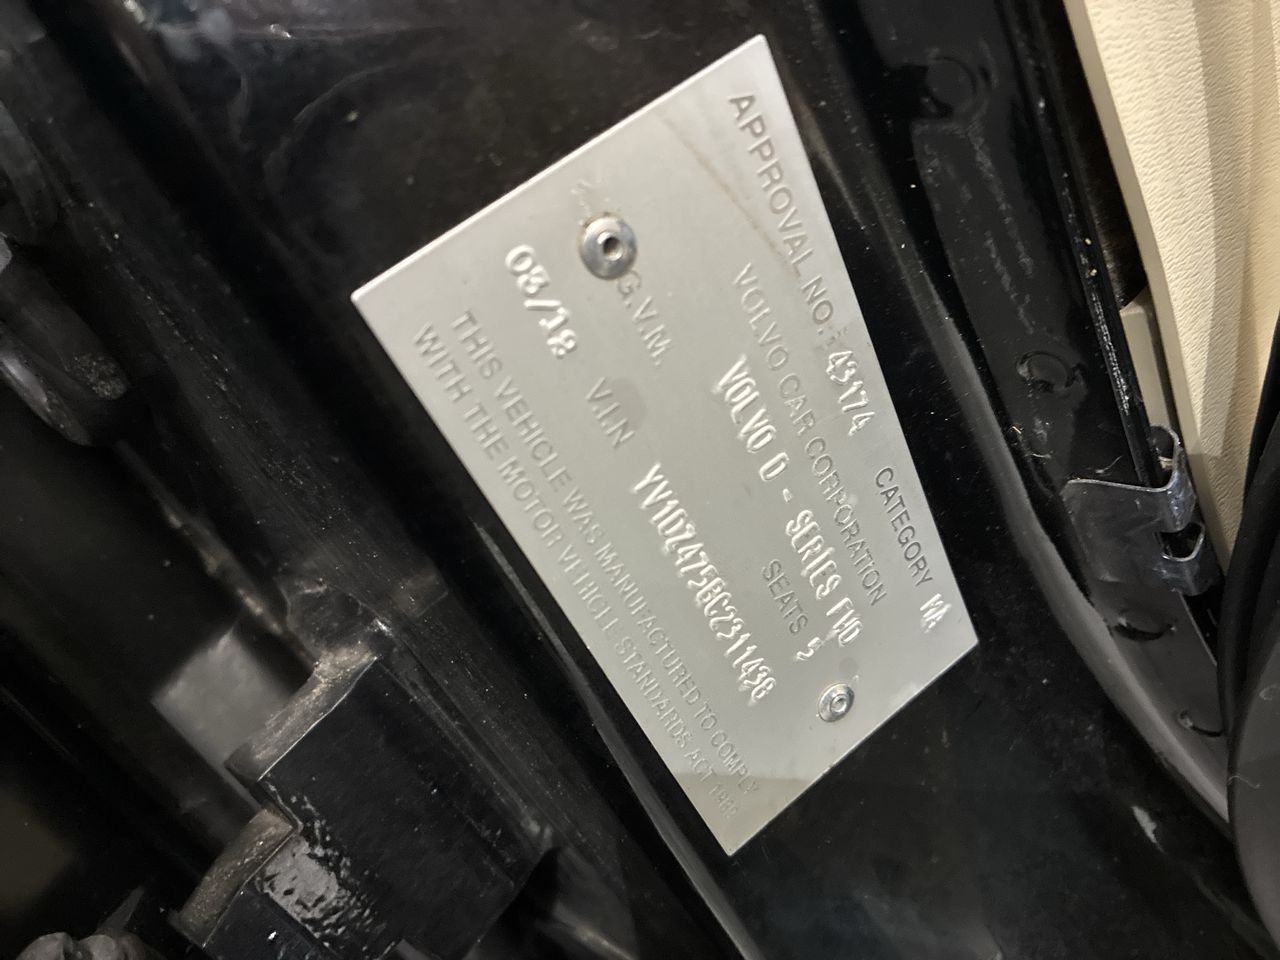 APPROVAL NO. 43174 CATEGORY MA
VOLVO CAR CORPORATION
VOLVO D - SERIES FWD
G.V.M. SEATS 5
03/18 V.I.N YV1DZ475BC2311438
THIS VEHICLE WAS MANUFACTURED TO COMPLY
WITH THE MOTOR VEHICLE STANDARDS ACT 1989